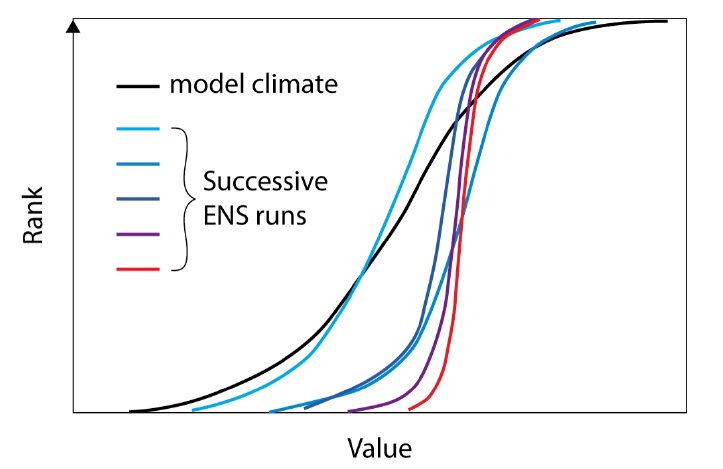 model climate
Successive
ENS runs
Rank
Value